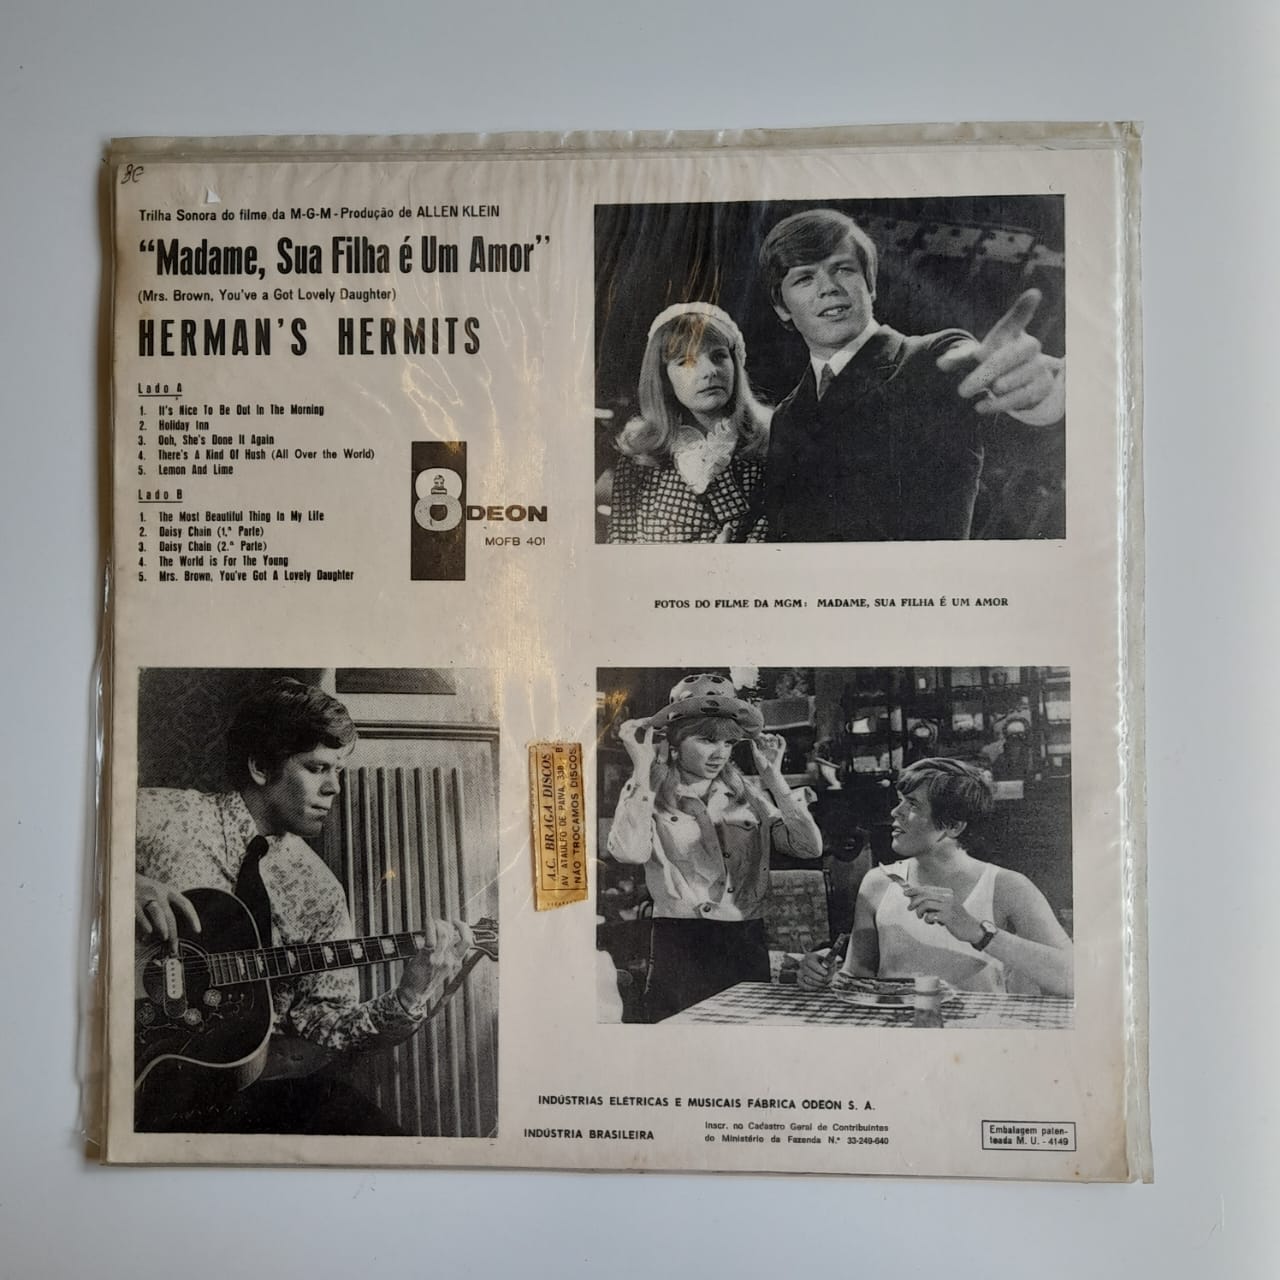 8E
Trilha Sonora do filme da M-G-M - Produção de ALLEN KLEIN
“Madame, Sua Filha é Um Amor”
(Mrs. Brown, You've a Got Lovely Daughter)
HERMAN'S HERMITS
Lado A
1. It's Nice To Be Out In The Morning
2. Holiday Inn
3. Ooh, She's Done It Again
4. There's A Kind Of Hush (All Over the World)
5. Lemon And Lime
Lado B
1. The Most Beautiful Thing In My Life
2. Daisy Chain (1.ª Parte)
3. Daisy Chain (2.ª Parte)
4. The World is For The Young
5. Mrs. Brown, You've Got A Lovely Daughter
ODEON
MOFB 401
FOTOS DO FILME DA MGM: MADAME, SUA FILHA É UM AMOR
A.C. BRAGA DISCOS
AV. ATAULFO DE PAIVA, 338 - B
NÃO TROCAMOS DISCOS
INDÚSTRIAS ELÉTRICAS E MUSICAIS FÁBRICA ODEON S. A.
INDÚSTRIA BRASILEIRA
Inscr. no Cadastro Geral de Contribuintes
do Ministério da Fazenda N.º 33-249-640
Embalagem paten-
teada M. U. - 4149